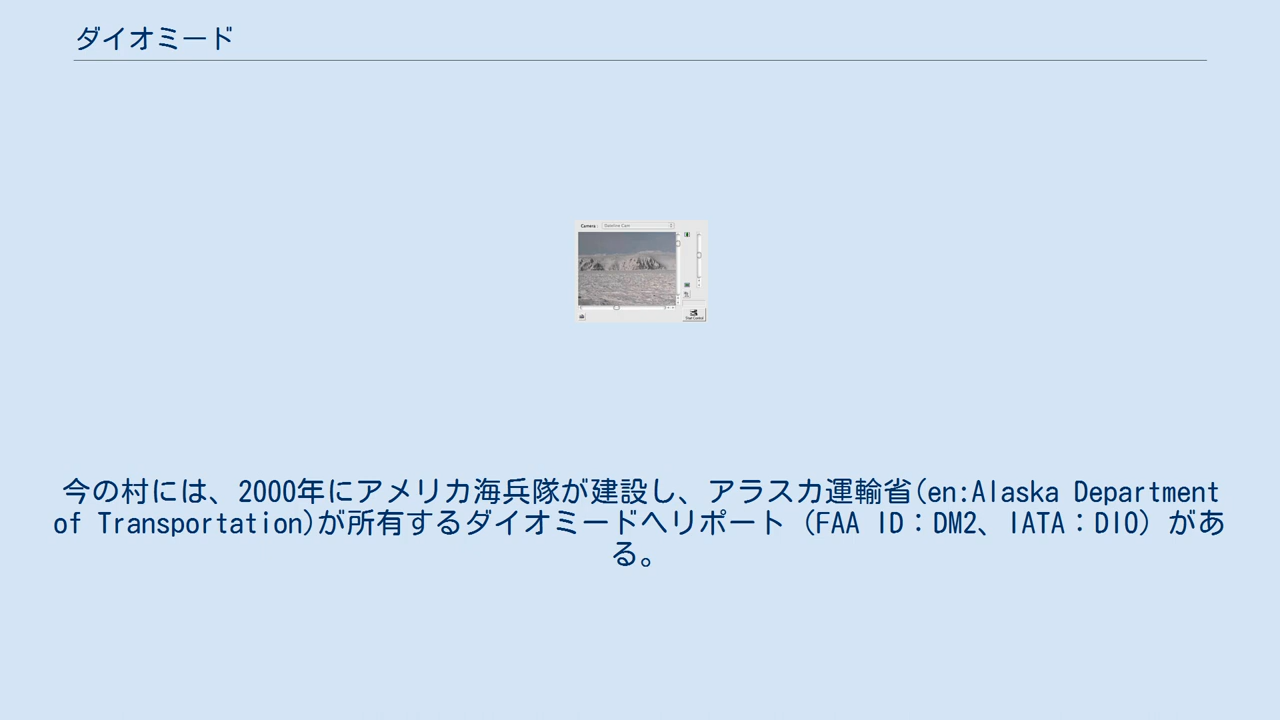 ダイオミード
Camera:
今の村には、2000年にアメリカ海兵隊が建設し、アラスカ運輸省(en:Alaska Department
of Transportation)が所有するダイオミードヘリポート（FAA ID：DM2、IATA：DIO）があ
る。